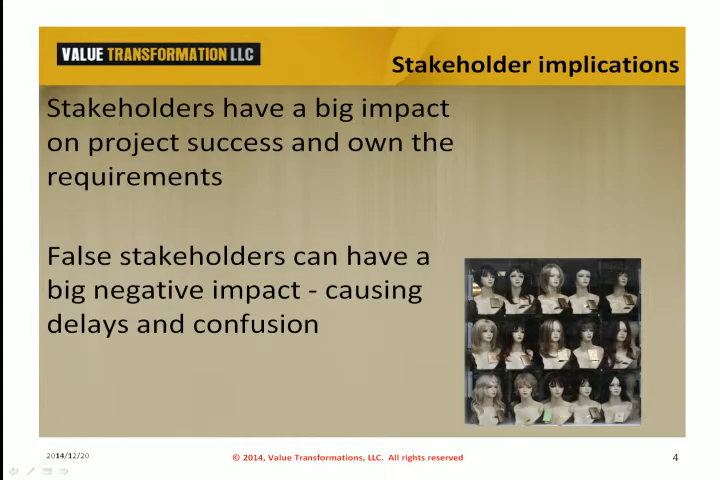 VALUE TRANSFORMATION LLC
Stakeholder implications
Stakeholders have a big impact
on project success and own the
requirements
False stakeholders can have a
big negative impact - causing
delays and confusion
2014/12/20
© 2014, Value Transformations, LLC. All rights reserved
4